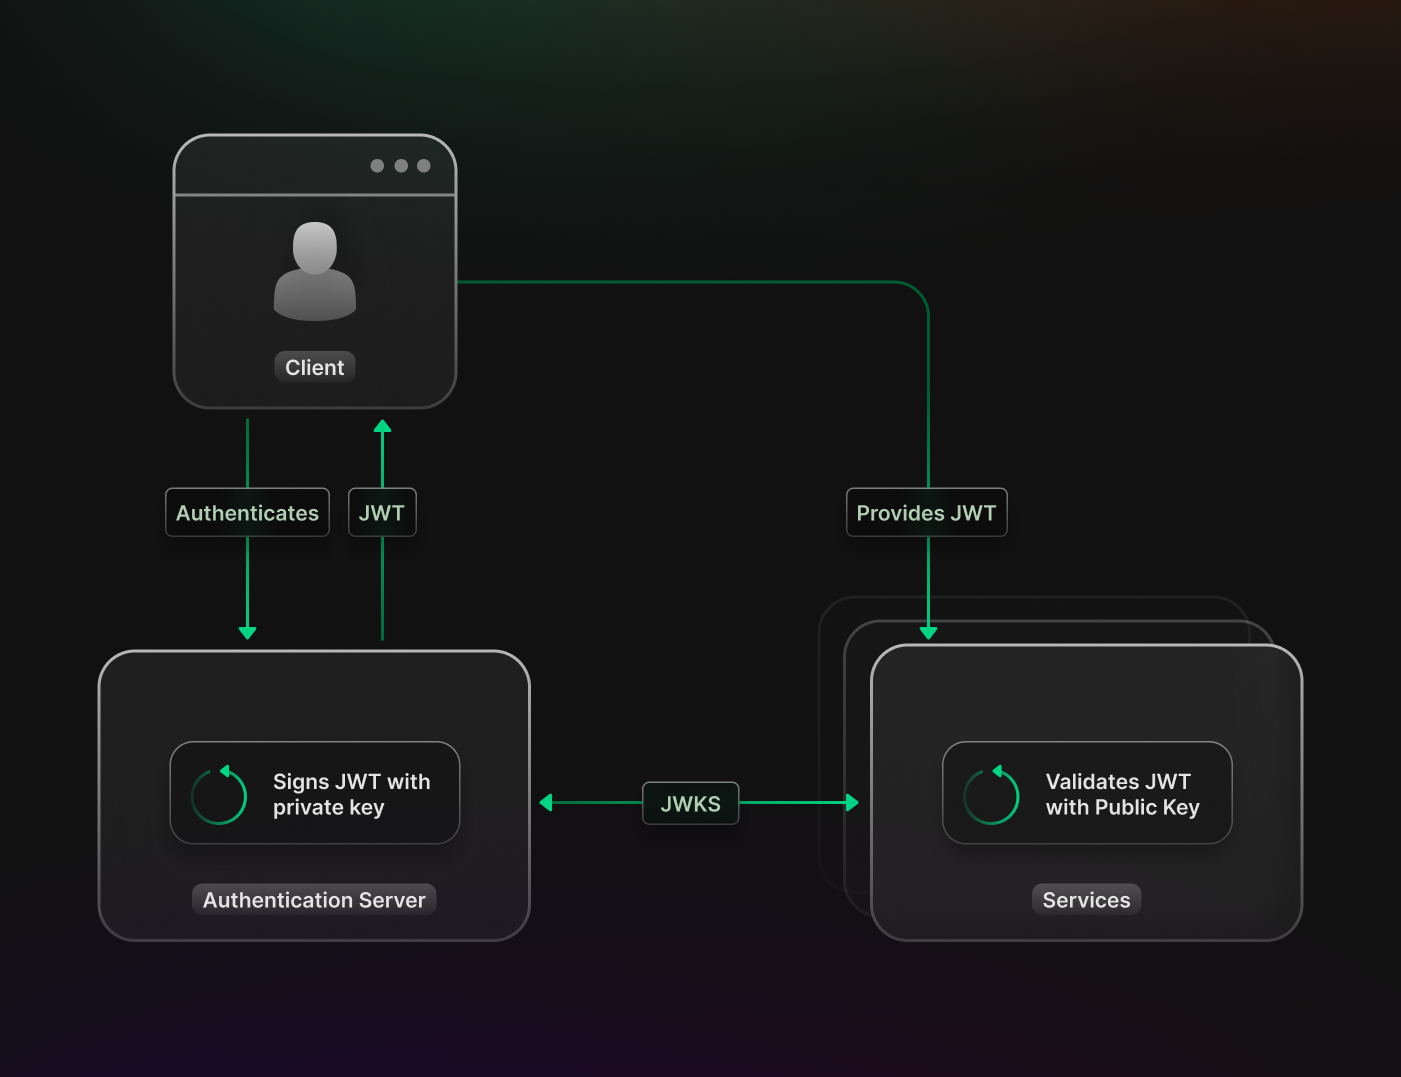 Client
Authenticates
JWT
Provides JWT
Signs JWT with
private key
JWKS
Validates JWT
with Public Key
Authentication Server
Services